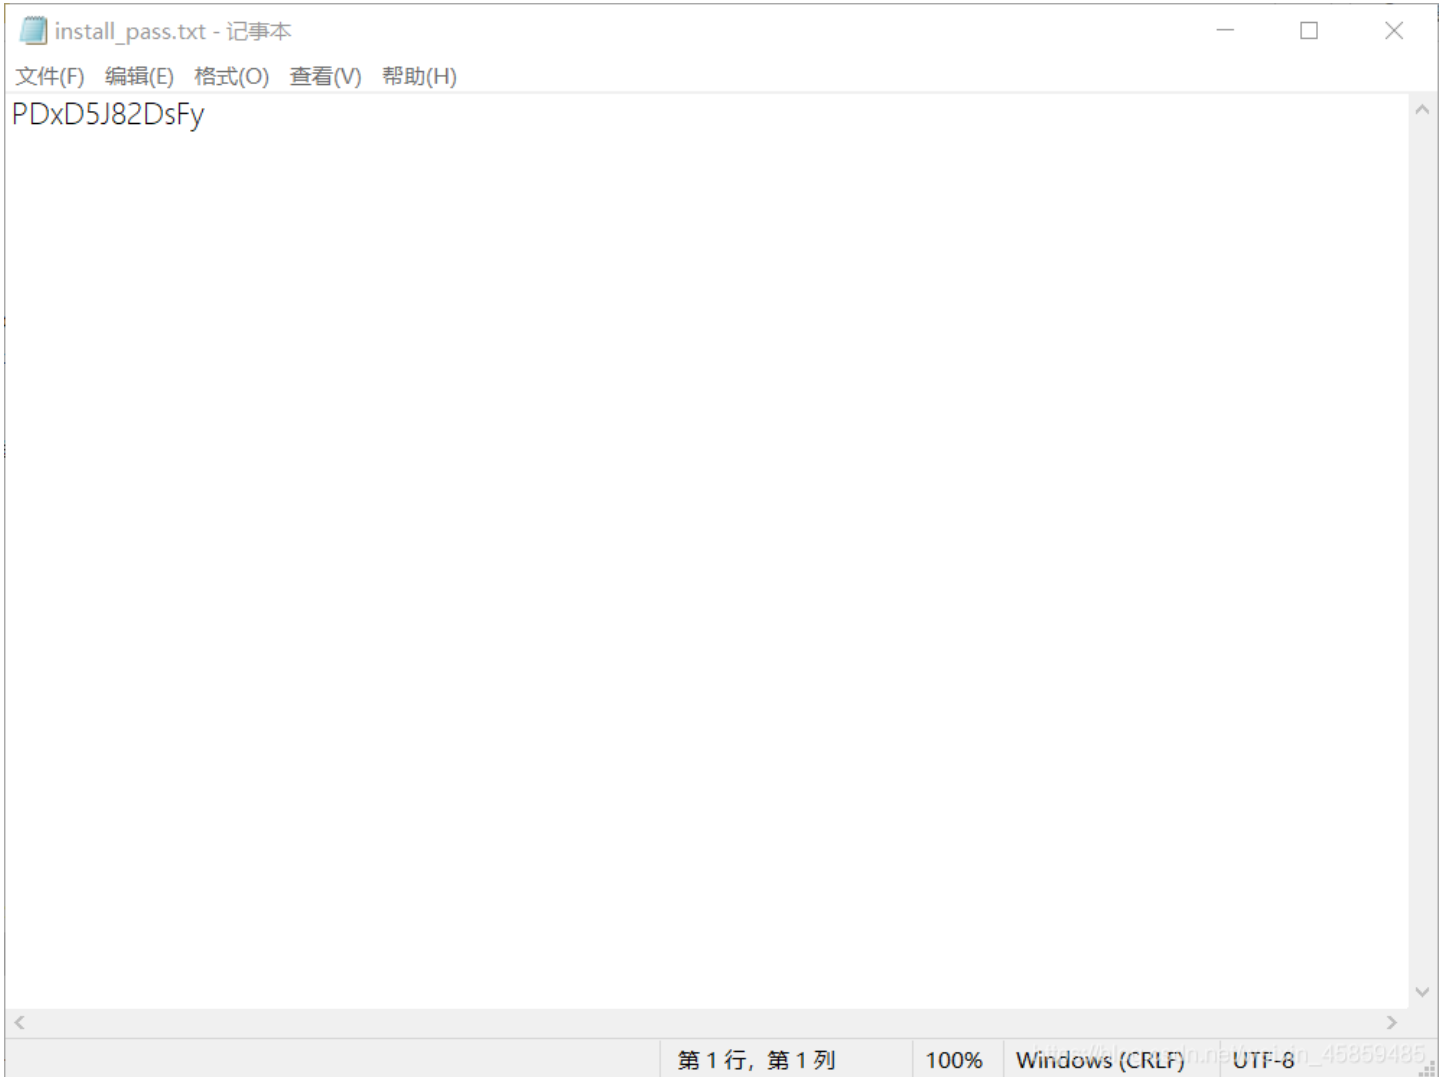 install_pass.txt - 记事本
文件(F) 编辑(E) 格式(O) 查看(V) 帮助(H)
PDxD5J82DsFy
第 1 行，第 1 列 100% Windows (CRLF) UTF-8